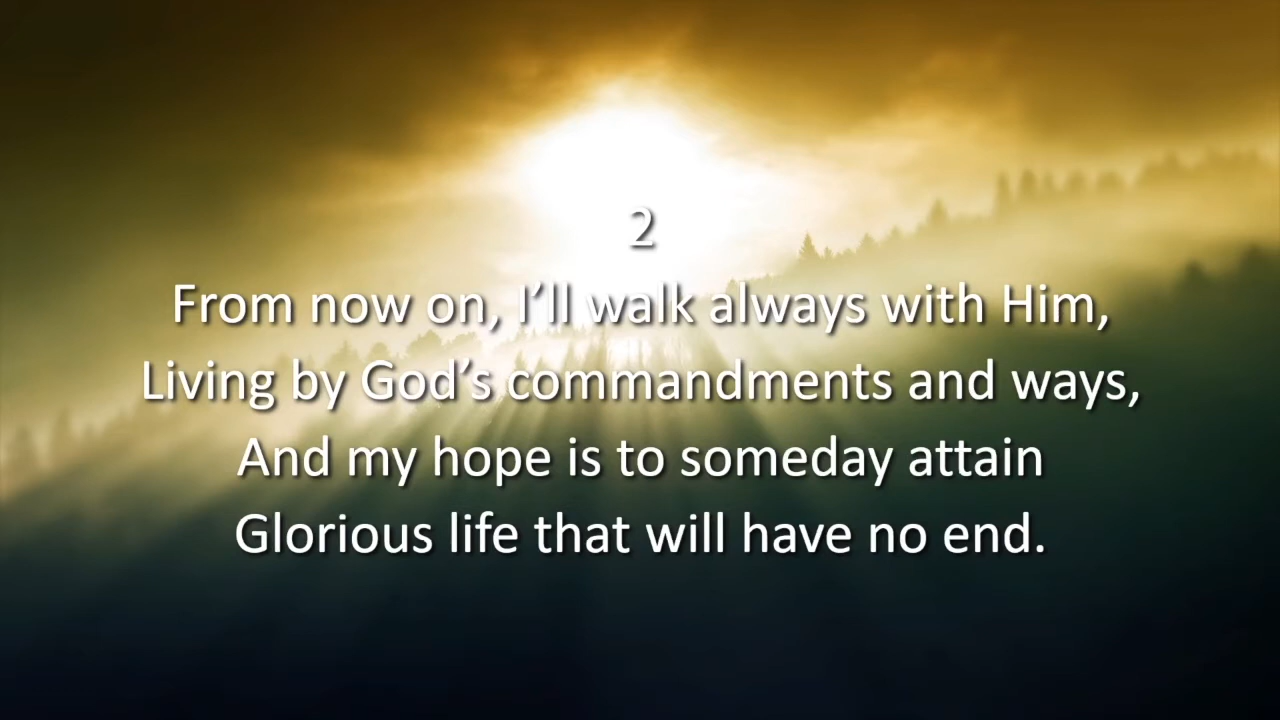 2
From now on, I’ll walk always with Him,
Living by God’s commandments and ways,
And my hope is to someday attain
Glorious life that will have no end.